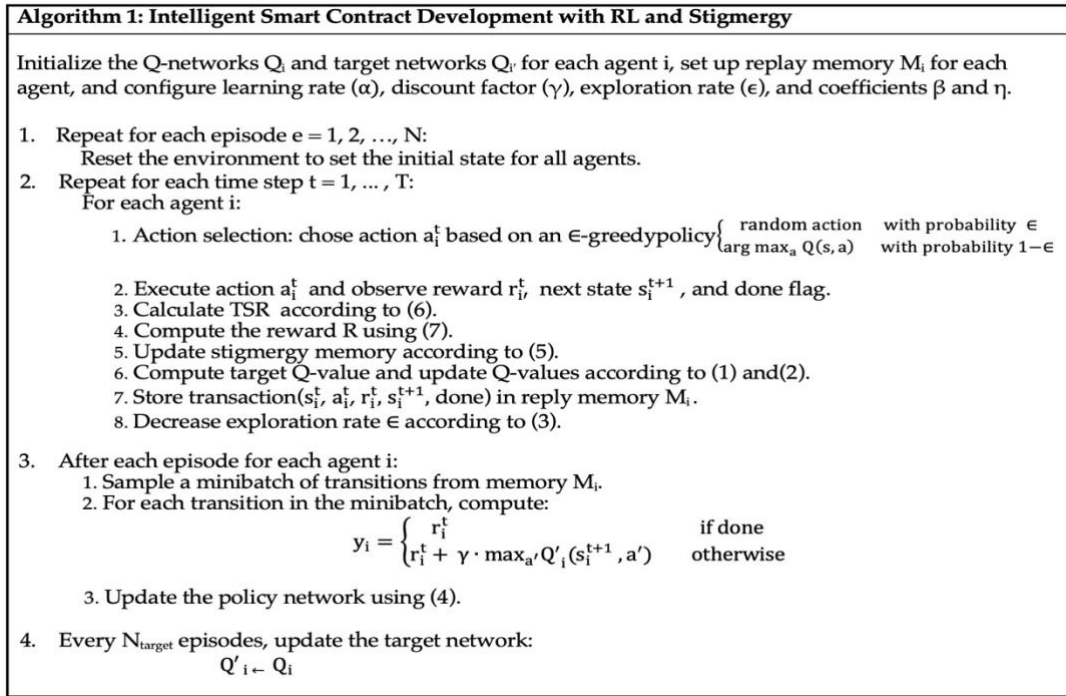 Algorithm 1: Intelligent Smart Contract Development with RL and Stigmergy
Initialize the Q-networks Qᵢ and target networks Qᵢ′ for each agent i, set up replay memory Mᵢ for each
agent, and configure learning rate (α), discount factor (γ), exploration rate (ϵ), and coefficients β and η.
1. Repeat for each episode e = 1, 2, …, N:
Reset the environment to set the initial state for all agents.
2. Repeat for each time step t = 1, ... , T:
For each agent i:
1. Action selection: chose action aᵢᵗ based on an ∈-greedypolicy{ random action with probability ∈
arg maxₐ Q(s, a) with probability 1−∈
2. Execute action aᵢᵗ and observe reward rᵢᵗ, next state sᵢᵗ⁺¹ , and done flag.
3. Calculate TSR according to (6).
4. Compute the reward R using (7).
5. Update stigmergy memory according to (5).
6. Compute target Q-value and update Q-values according to (1) and(2).
7. Store transaction(sᵢᵗ, aᵢᵗ, rᵢᵗ, sᵢᵗ⁺¹, done) in reply memory Mᵢ.
8. Decrease exploration rate ∈ according to (3).
3. After each episode for each agent i:
1. Sample a minibatch of transitions from memory Mᵢ.
2. For each transition in the minibatch, compute:
yᵢ = { rᵢᵗ if done
rᵢᵗ + γ · maxₐ′Q′ᵢ(sᵢᵗ⁺¹ , a′) otherwise
3. Update the policy network using (4).
4. Every Nₜₐᵣgₑₜ episodes, update the target network:
Q′ᵢ ← Qᵢ